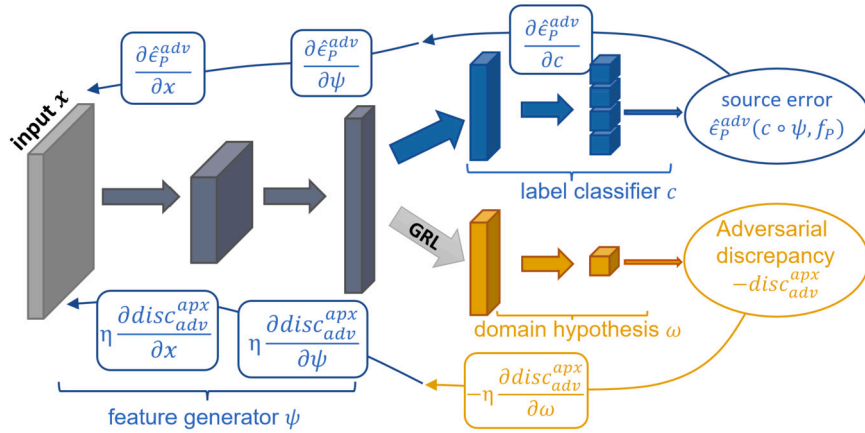 ∂ε̂_P^{adv}/∂x
∂ε̂_P^{adv}/∂ψ
∂ε̂_P^{adv}/∂c
input x
source error
ε̂_P^{adv}(c ∘ ψ, f_P)
label classifier c
GRL
Adversarial
discrepancy
−disc_{adv}^{apx}
domain hypothesis ω
η ∂disc_{adv}^{apx}/∂x
η ∂disc_{adv}^{apx}/∂ψ
−η ∂disc_{adv}^{apx}/∂ω
feature generator ψ